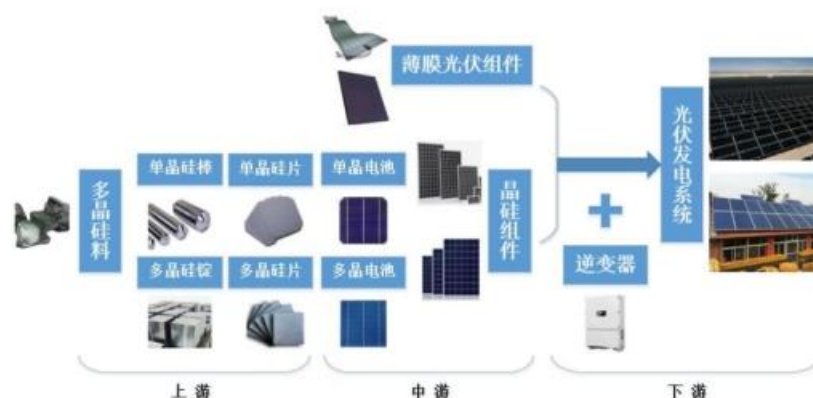 薄膜光伏组件
多晶硅料
单晶硅棒
单晶硅片
单晶电池
多晶硅锭
多晶硅片
多晶电池
晶硅组件
逆变器
光伏发电系统
上游
中游
下游